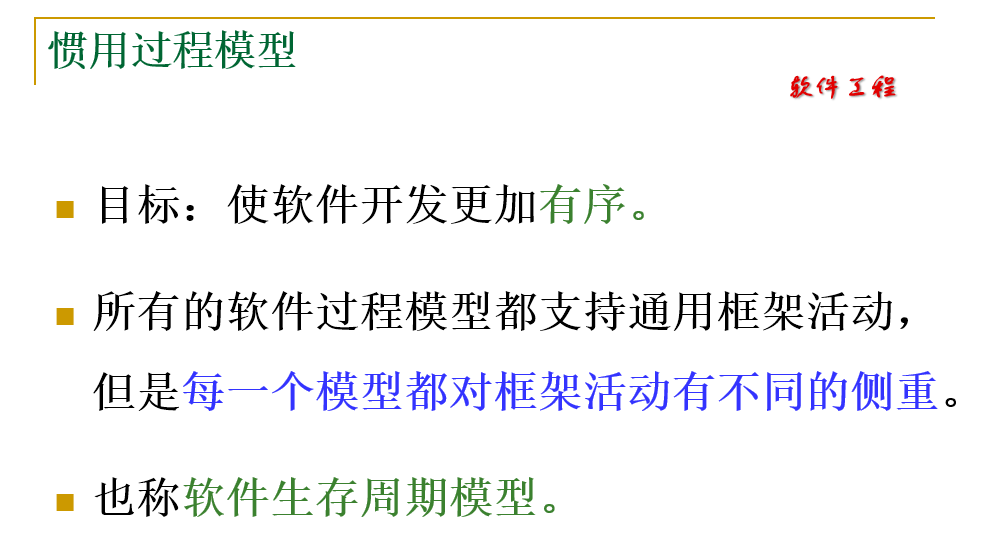 惯用过程模型
软件工程
目标：使软件开发更加有序。
所有的软件过程模型都支持通用框架活动，
但是每一个模型都对框架活动有不同的侧重。
也称软件生存周期模型。